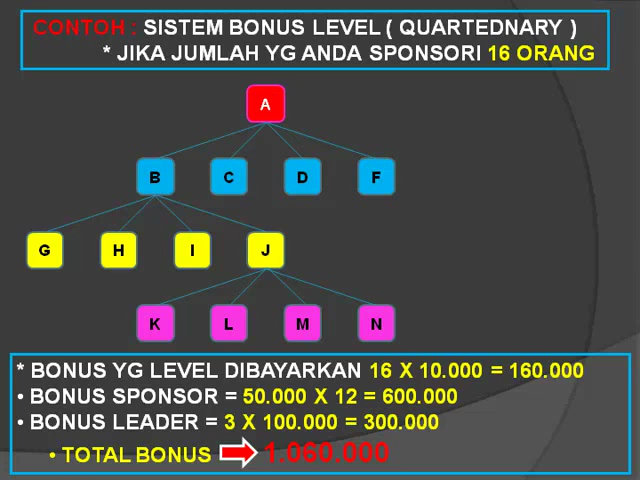 CONTOH : SISTEM BONUS LEVEL ( QUARTEDNARY )
* JIKA JUMLAH YG ANDA SPONSORI 16 ORANG
A
B C D F
G H I J
K L M N
* BONUS YG LEVEL DIBAYARKAN 16 X 10.000 = 160.000
• BONUS SPONSOR = 50.000 X 12 = 600.000
• BONUS LEADER = 3 X 100.000 = 300.000
• TOTAL BONUS 1.060.000